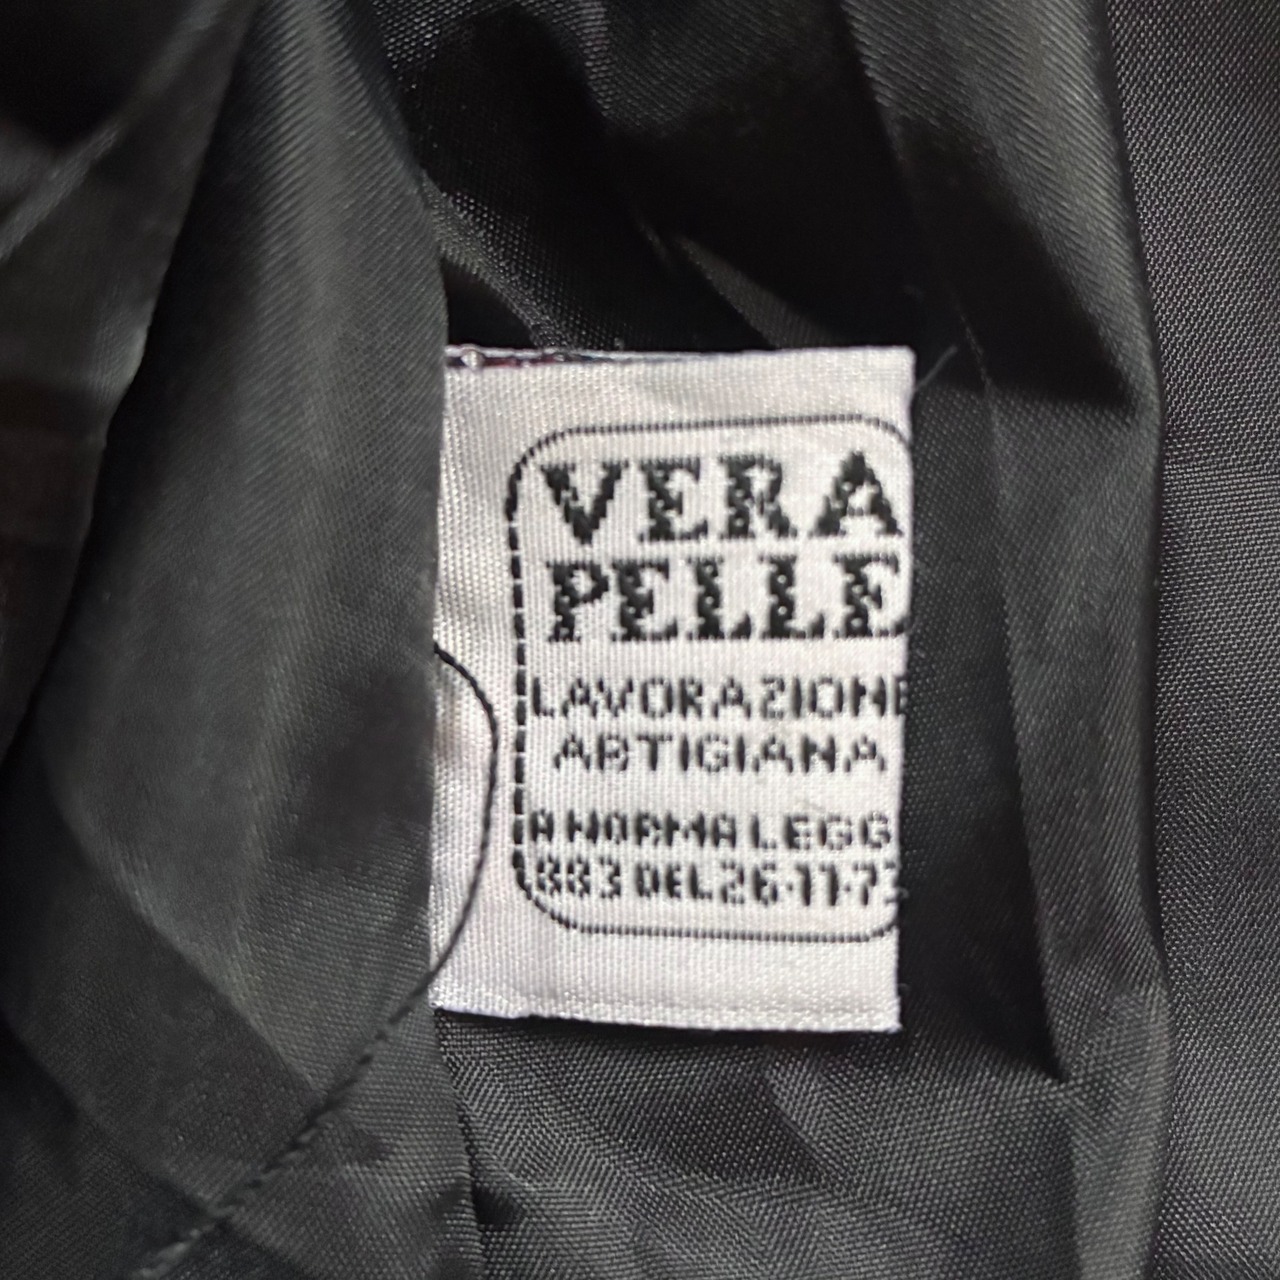 VERA
PELLE
LAVORAZIONE
ARTIGIANA
A NORMA LEGG
883 DEL 26-11-73